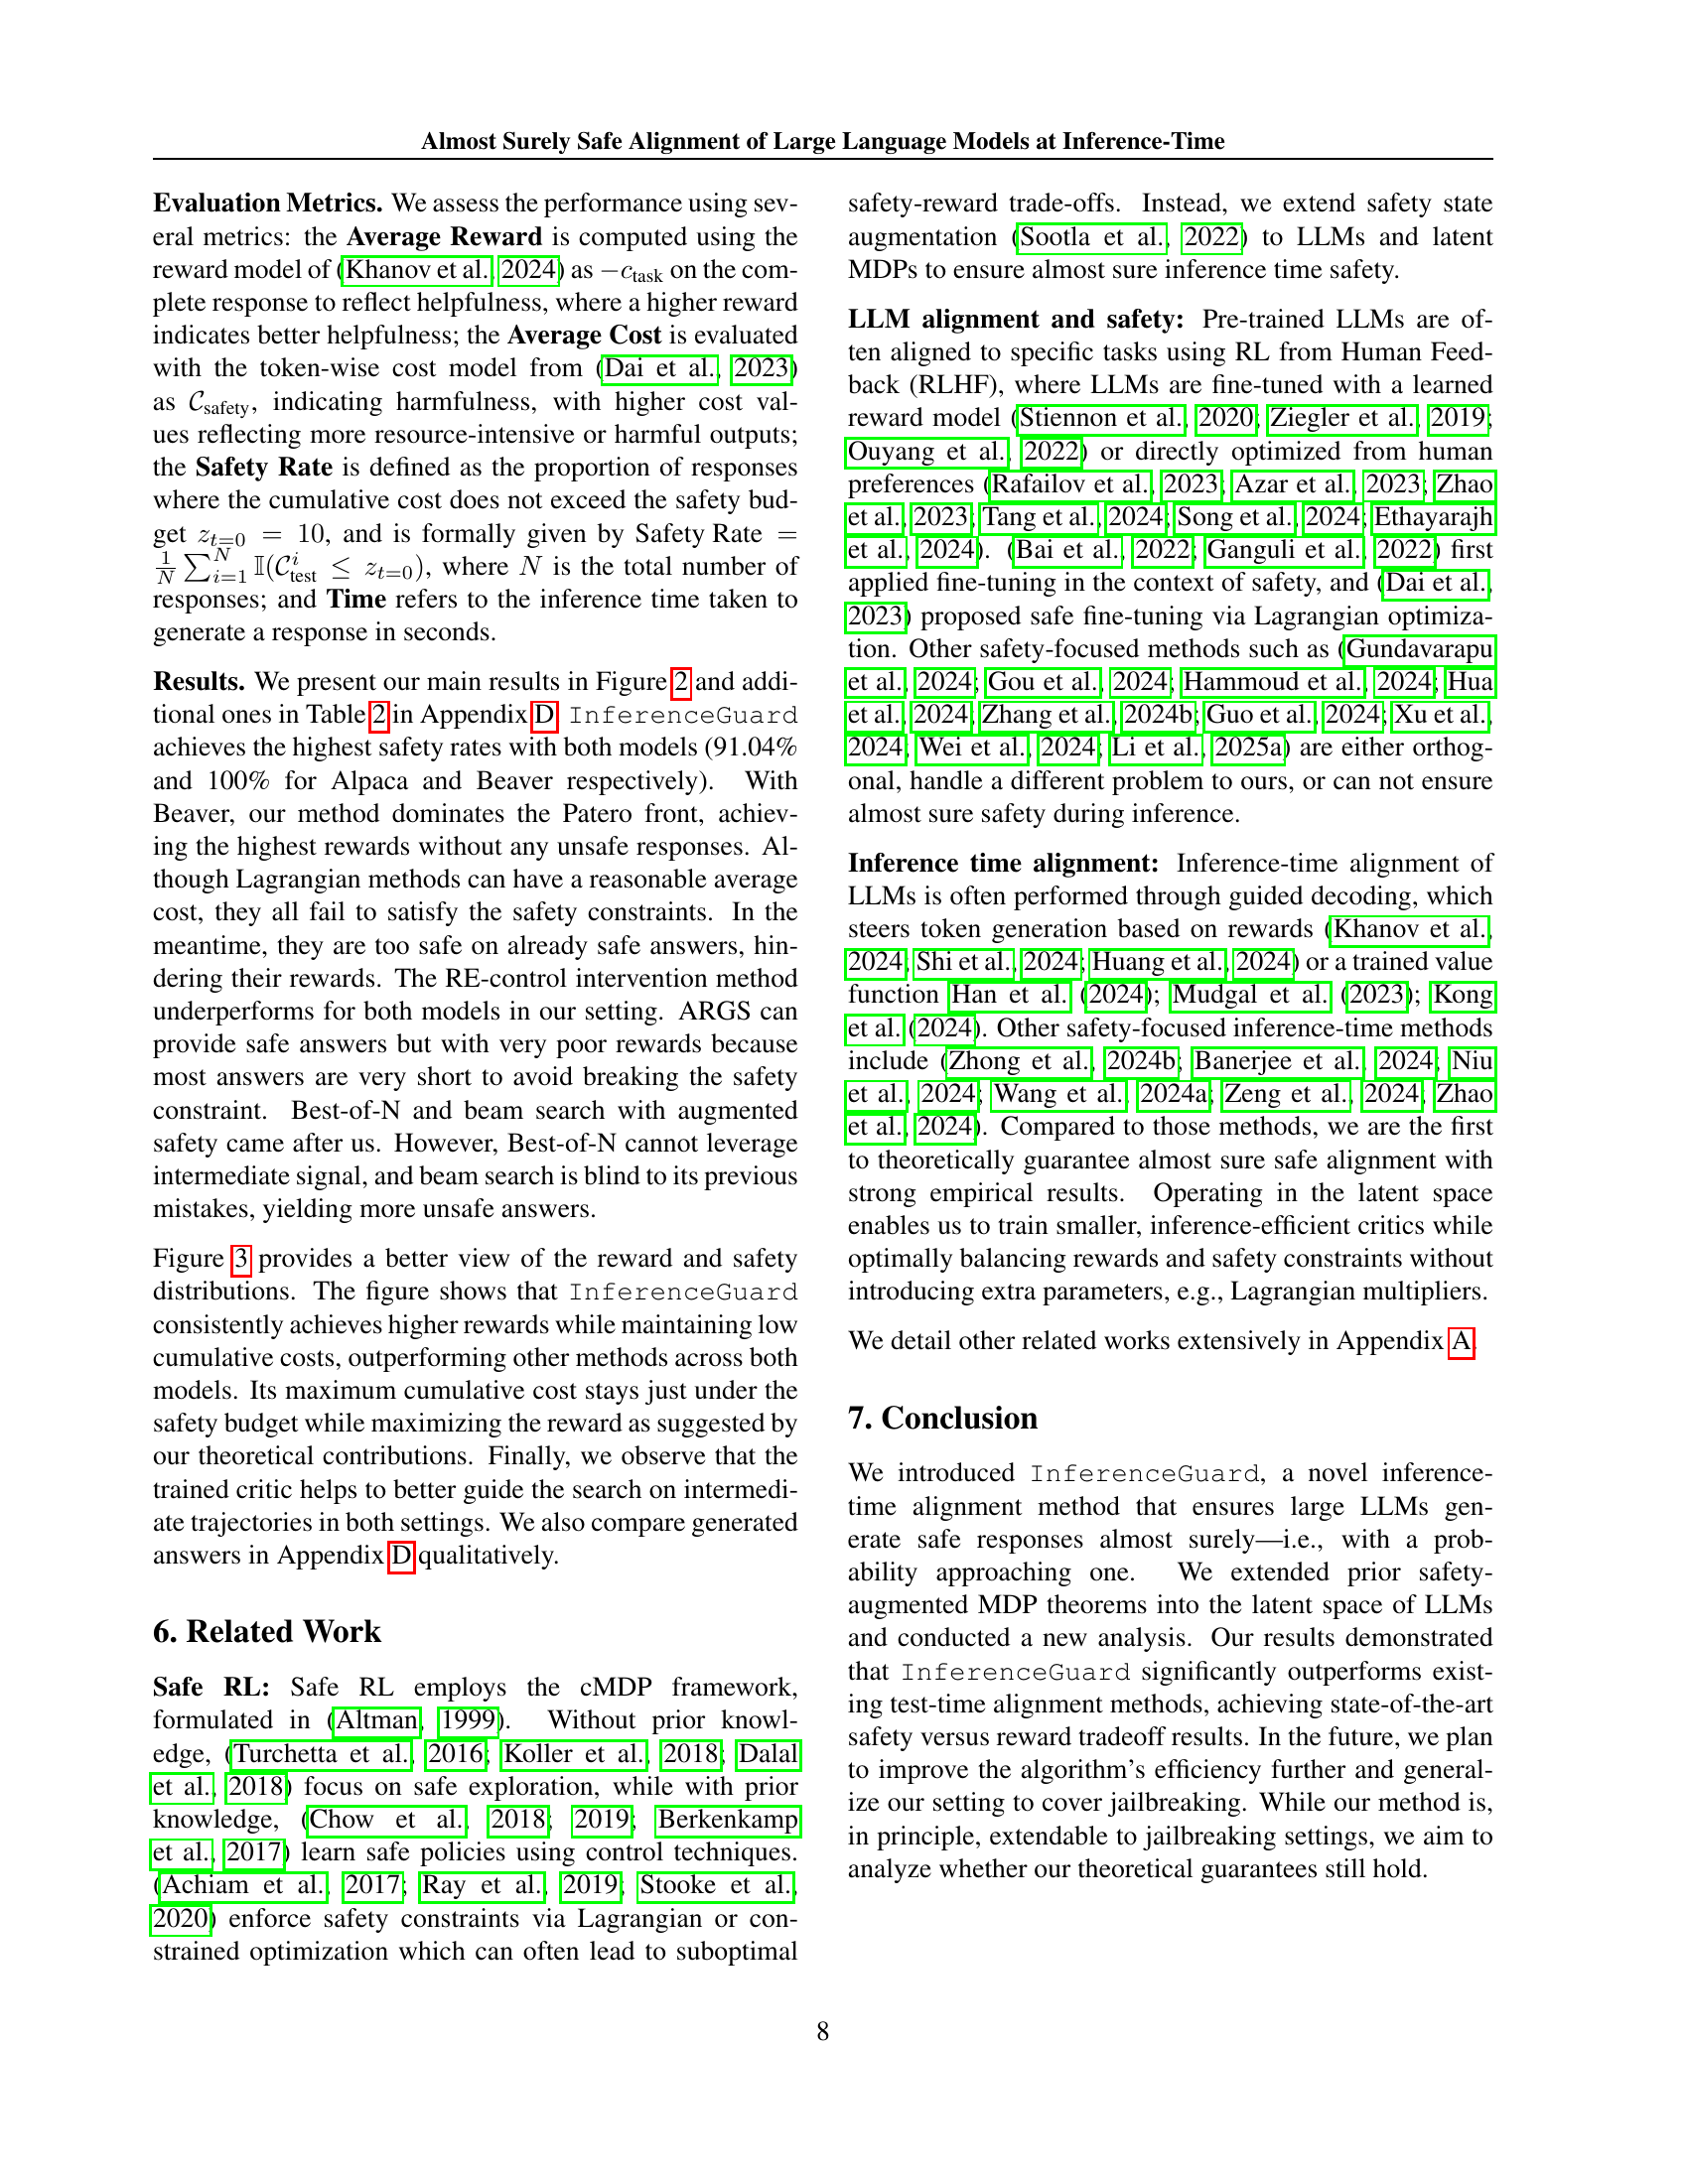 Almost Surely Safe Alignment of Large Language Models at Inference-Time
Evaluation Metrics. We assess the performance using sev-
eral metrics: the Average Reward is computed using the
reward model of (Khanov et al., 2024) as −c_task on the com-
plete response to reflect helpfulness, where a higher reward
indicates better helpfulness; the Average Cost is evaluated
with the token-wise cost model from (Dai et al., 2023)
as C_safety, indicating harmfulness, with higher cost val-
ues reflecting more resource-intensive or harmful outputs;
the Safety Rate is defined as the proportion of responses
where the cumulative cost does not exceed the safety bud-
get z_{t=0} = 10, and is formally given by Safety Rate =
1/N ∑_{i=1}^{N} 𝕀(C^i_test ≤ z_{t=0}), where N is the total number of
responses; and Time refers to the inference time taken to
generate a response in seconds.
Results. We present our main results in Figure 2 and addi-
tional ones in Table 2 in Appendix D. InferenceGuard
achieves the highest safety rates with both models (91.04%
and 100% for Alpaca and Beaver respectively). With
Beaver, our method dominates the Patero front, achiev-
ing the highest rewards without any unsafe responses. Al-
though Lagrangian methods can have a reasonable average
cost, they all fail to satisfy the safety constraints. In the
meantime, they are too safe on already safe answers, hin-
dering their rewards. The RE-control intervention method
underperforms for both models in our setting. ARGS can
provide safe answers but with very poor rewards because
most answers are very short to avoid breaking the safety
constraint. Best-of-N and beam search with augmented
safety came after us. However, Best-of-N cannot leverage
intermediate signal, and beam search is blind to its previous
mistakes, yielding more unsafe answers.
Figure 3 provides a better view of the reward and safety
distributions. The figure shows that InferenceGuard
consistently achieves higher rewards while maintaining low
cumulative costs, outperforming other methods across both
models. Its maximum cumulative cost stays just under the
safety budget while maximizing the reward as suggested by
our theoretical contributions. Finally, we observe that the
trained critic helps to better guide the search on intermedi-
ate trajectories in both settings. We also compare generated
answers in Appendix D qualitatively.
6. Related Work
Safe RL: Safe RL employs the cMDP framework,
formulated in (Altman, 1999). Without prior knowl-
edge, (Turchetta et al., 2016; Koller et al., 2018; Dalal
et al., 2018) focus on safe exploration, while with prior
knowledge, (Chow et al., 2018; 2019; Berkenkamp
et al., 2017) learn safe policies using control techniques.
(Achiam et al., 2017; Ray et al., 2019; Stooke et al.,
2020) enforce safety constraints via Lagrangian or con-
strained optimization which can often lead to suboptimal
safety-reward trade-offs. Instead, we extend safety state
augmentation (Sootla et al., 2022) to LLMs and latent
MDPs to ensure almost sure inference time safety.
LLM alignment and safety: Pre-trained LLMs are of-
ten aligned to specific tasks using RL from Human Feed-
back (RLHF), where LLMs are fine-tuned with a learned
reward model (Stiennon et al., 2020; Ziegler et al., 2019;
Ouyang et al., 2022) or directly optimized from human
preferences (Rafailov et al., 2023; Azar et al., 2023; Zhao
et al., 2023; Tang et al., 2024; Song et al., 2024; Ethayarajh
et al., 2024). (Bai et al., 2022; Ganguli et al., 2022) first
applied fine-tuning in the context of safety, and (Dai et al.,
2023) proposed safe fine-tuning via Lagrangian optimiza-
tion. Other safety-focused methods such as (Gundavarapu
et al., 2024; Gou et al., 2024; Hammoud et al., 2024; Hua
et al., 2024; Zhang et al., 2024b; Guo et al., 2024; Xu et al.,
2024; Wei et al., 2024; Li et al., 2025a) are either orthog-
onal, handle a different problem to ours, or can not ensure
almost sure safety during inference.
Inference time alignment: Inference-time alignment of
LLMs is often performed through guided decoding, which
steers token generation based on rewards (Khanov et al.,
2024; Shi et al., 2024; Huang et al., 2024) or a trained value
function Han et al. (2024); Mudgal et al. (2023); Kong
et al. (2024). Other safety-focused inference-time methods
include (Zhong et al., 2024b; Banerjee et al., 2024; Niu
et al., 2024; Wang et al., 2024a; Zeng et al., 2024; Zhao
et al., 2024). Compared to those methods, we are the first
to theoretically guarantee almost sure safe alignment with
strong empirical results. Operating in the latent space
enables us to train smaller, inference-efficient critics while
optimally balancing rewards and safety constraints without
introducing extra parameters, e.g., Lagrangian multipliers.
We detail other related works extensively in Appendix A.
7. Conclusion
We introduced InferenceGuard, a novel inference-
time alignment method that ensures large LLMs gen-
erate safe responses almost surely—i.e., with a prob-
ability approaching one. We extended prior safety-
augmented MDP theorems into the latent space of LLMs
and conducted a new analysis. Our results demonstrated
that InferenceGuard significantly outperforms exist-
ing test-time alignment methods, achieving state-of-the-art
safety versus reward tradeoff results. In the future, we plan
to improve the algorithm's efficiency further and general-
ize our setting to cover jailbreaking. While our method is,
in principle, extendable to jailbreaking settings, we aim to
analyze whether our theoretical guarantees still hold.
8